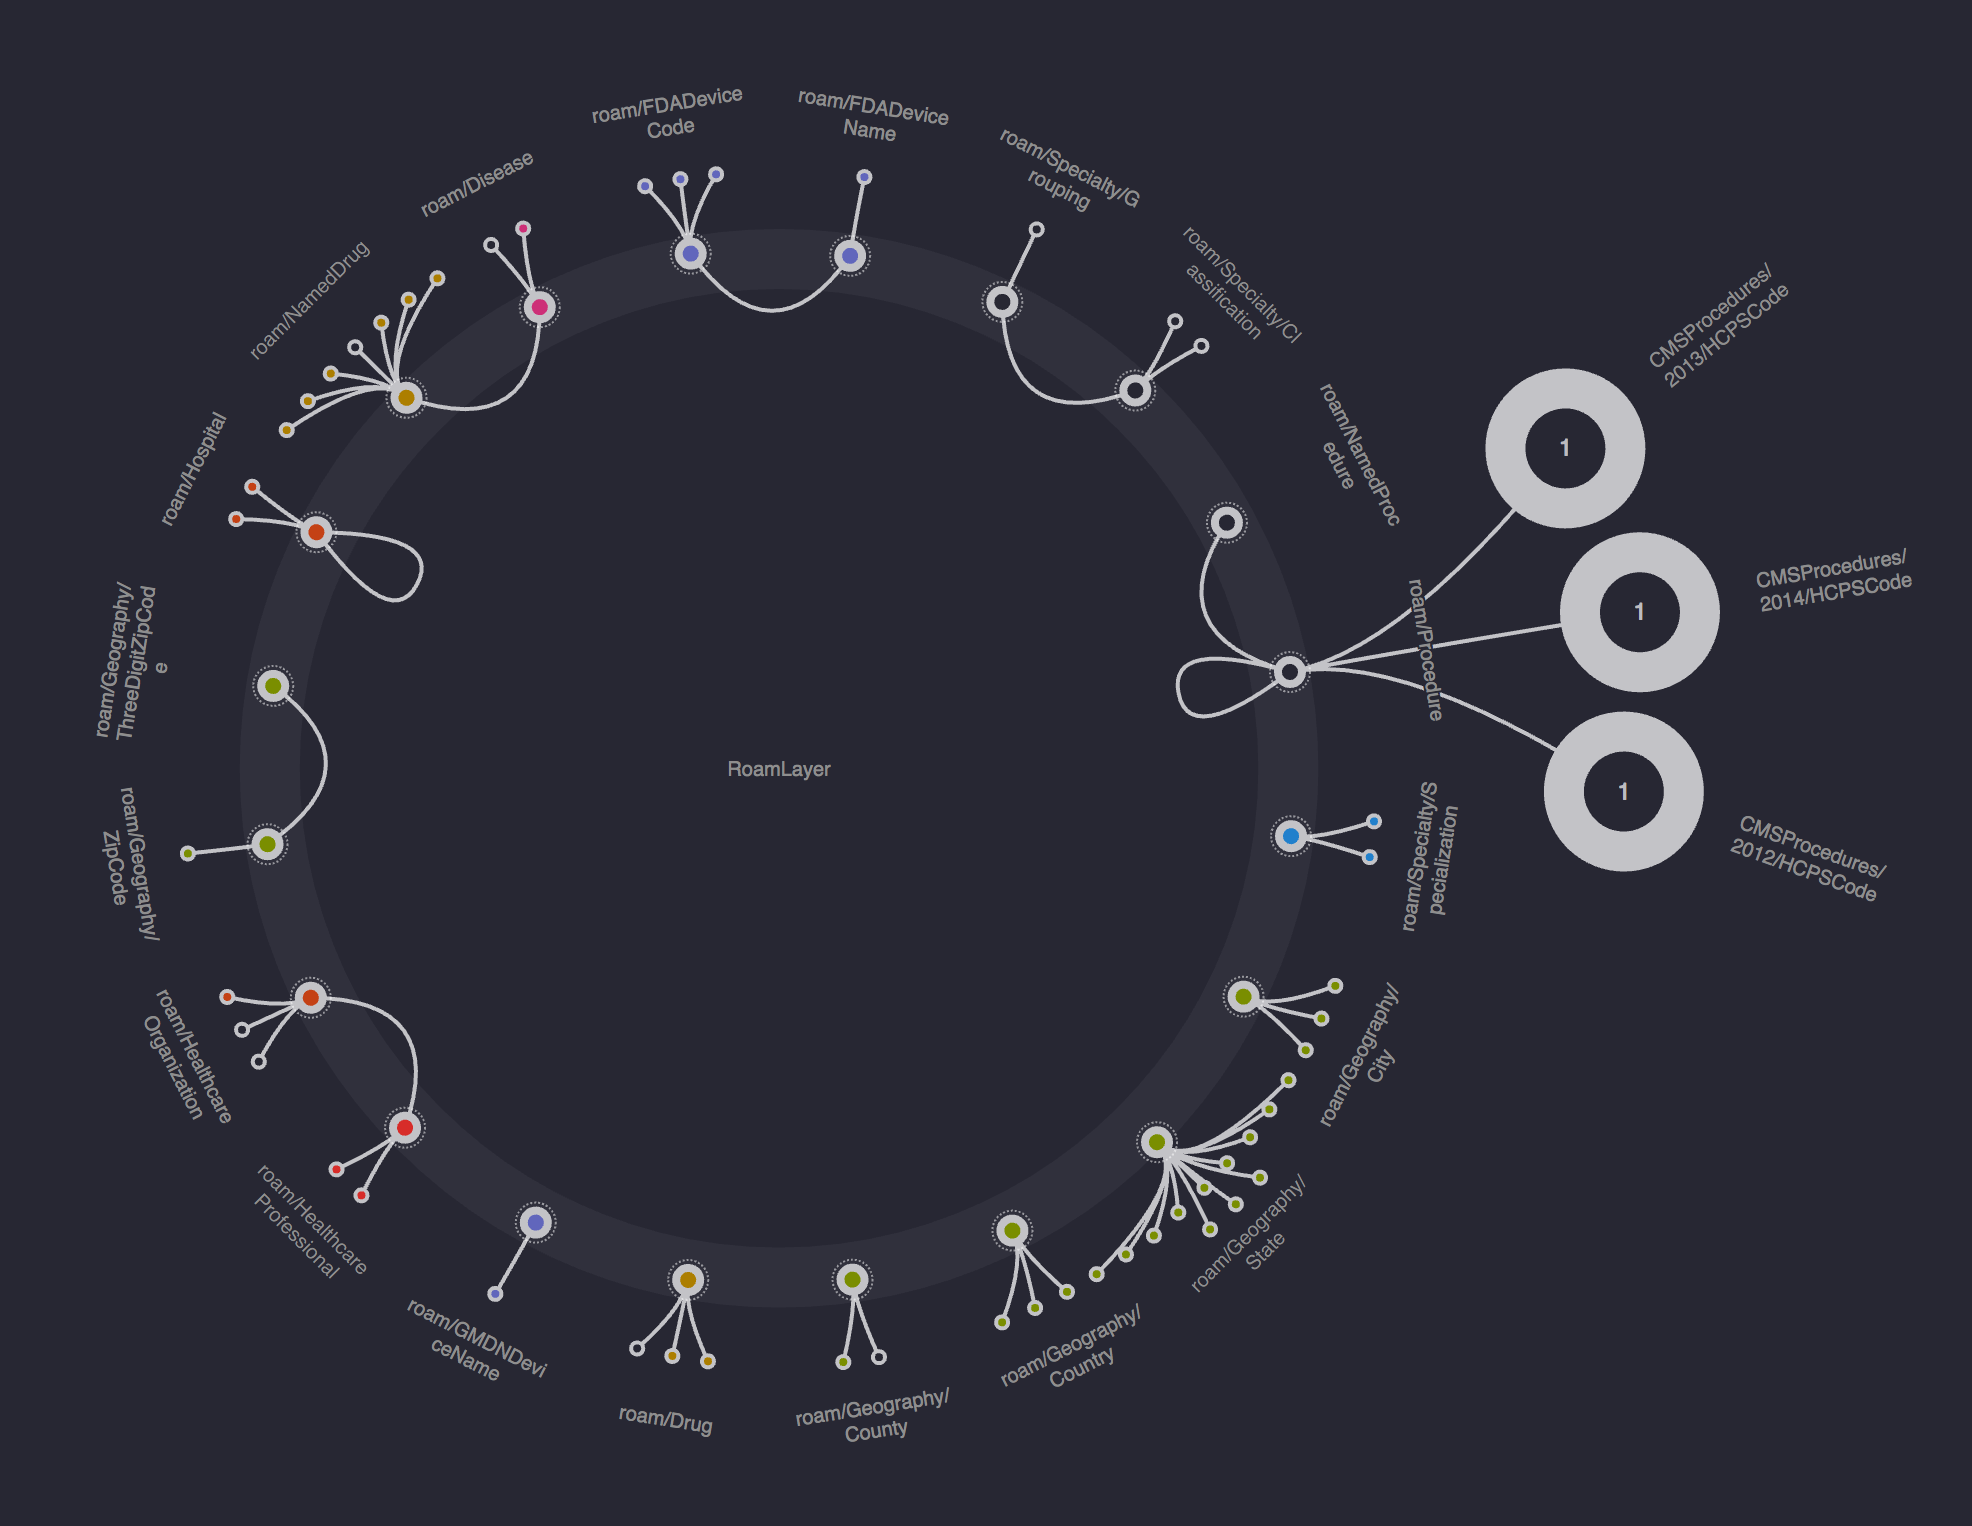 roam/FDADevice
Code
roam/FDADevice
Name
roam/Specialty/G
rouping
roam/Disease
roam/Specialty/Cl
assification
roam/NamedDrug
CMSProcedures/
2013/HCPSCode
1
roam/NamedProc
edure
roam/Hospital/
CMSProcedures/
2014/HCPSCode
1
roam/Procedure
roam/Geography/
ThreeDigitZipCod
e
RoamLayer
1
CMSProcedures/
2012/HCPSCode
roam/Geography/
ZipCode
roam/Specialty/S
pecialization
roam/Healthcare
Organization
roam/Geography/
City
roam/Healthcare
Professional
roam/Geography/
State
roam/GMDNDevi
ceName
roam/Geography/
Country
roam/Drug
roam/Geography/
County